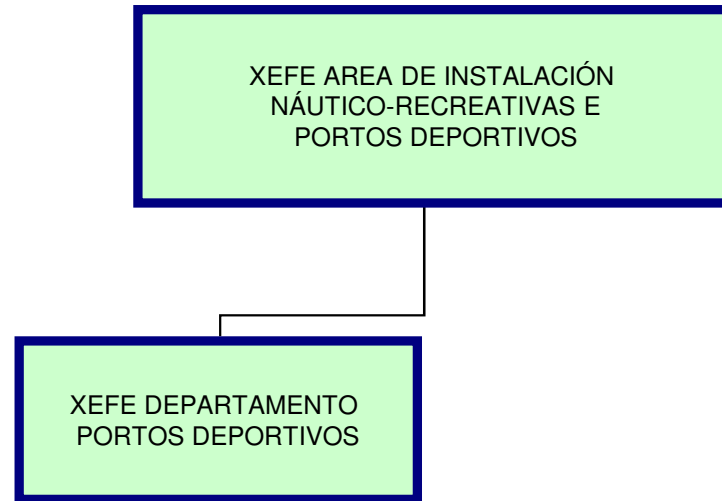 XEFE AREA DE INSTALACIÓN
NÁUTICO-RECREATIVAS E
PORTOS DEPORTIVOS
XEFE DEPARTAMENTO
PORTOS DEPORTIVOS